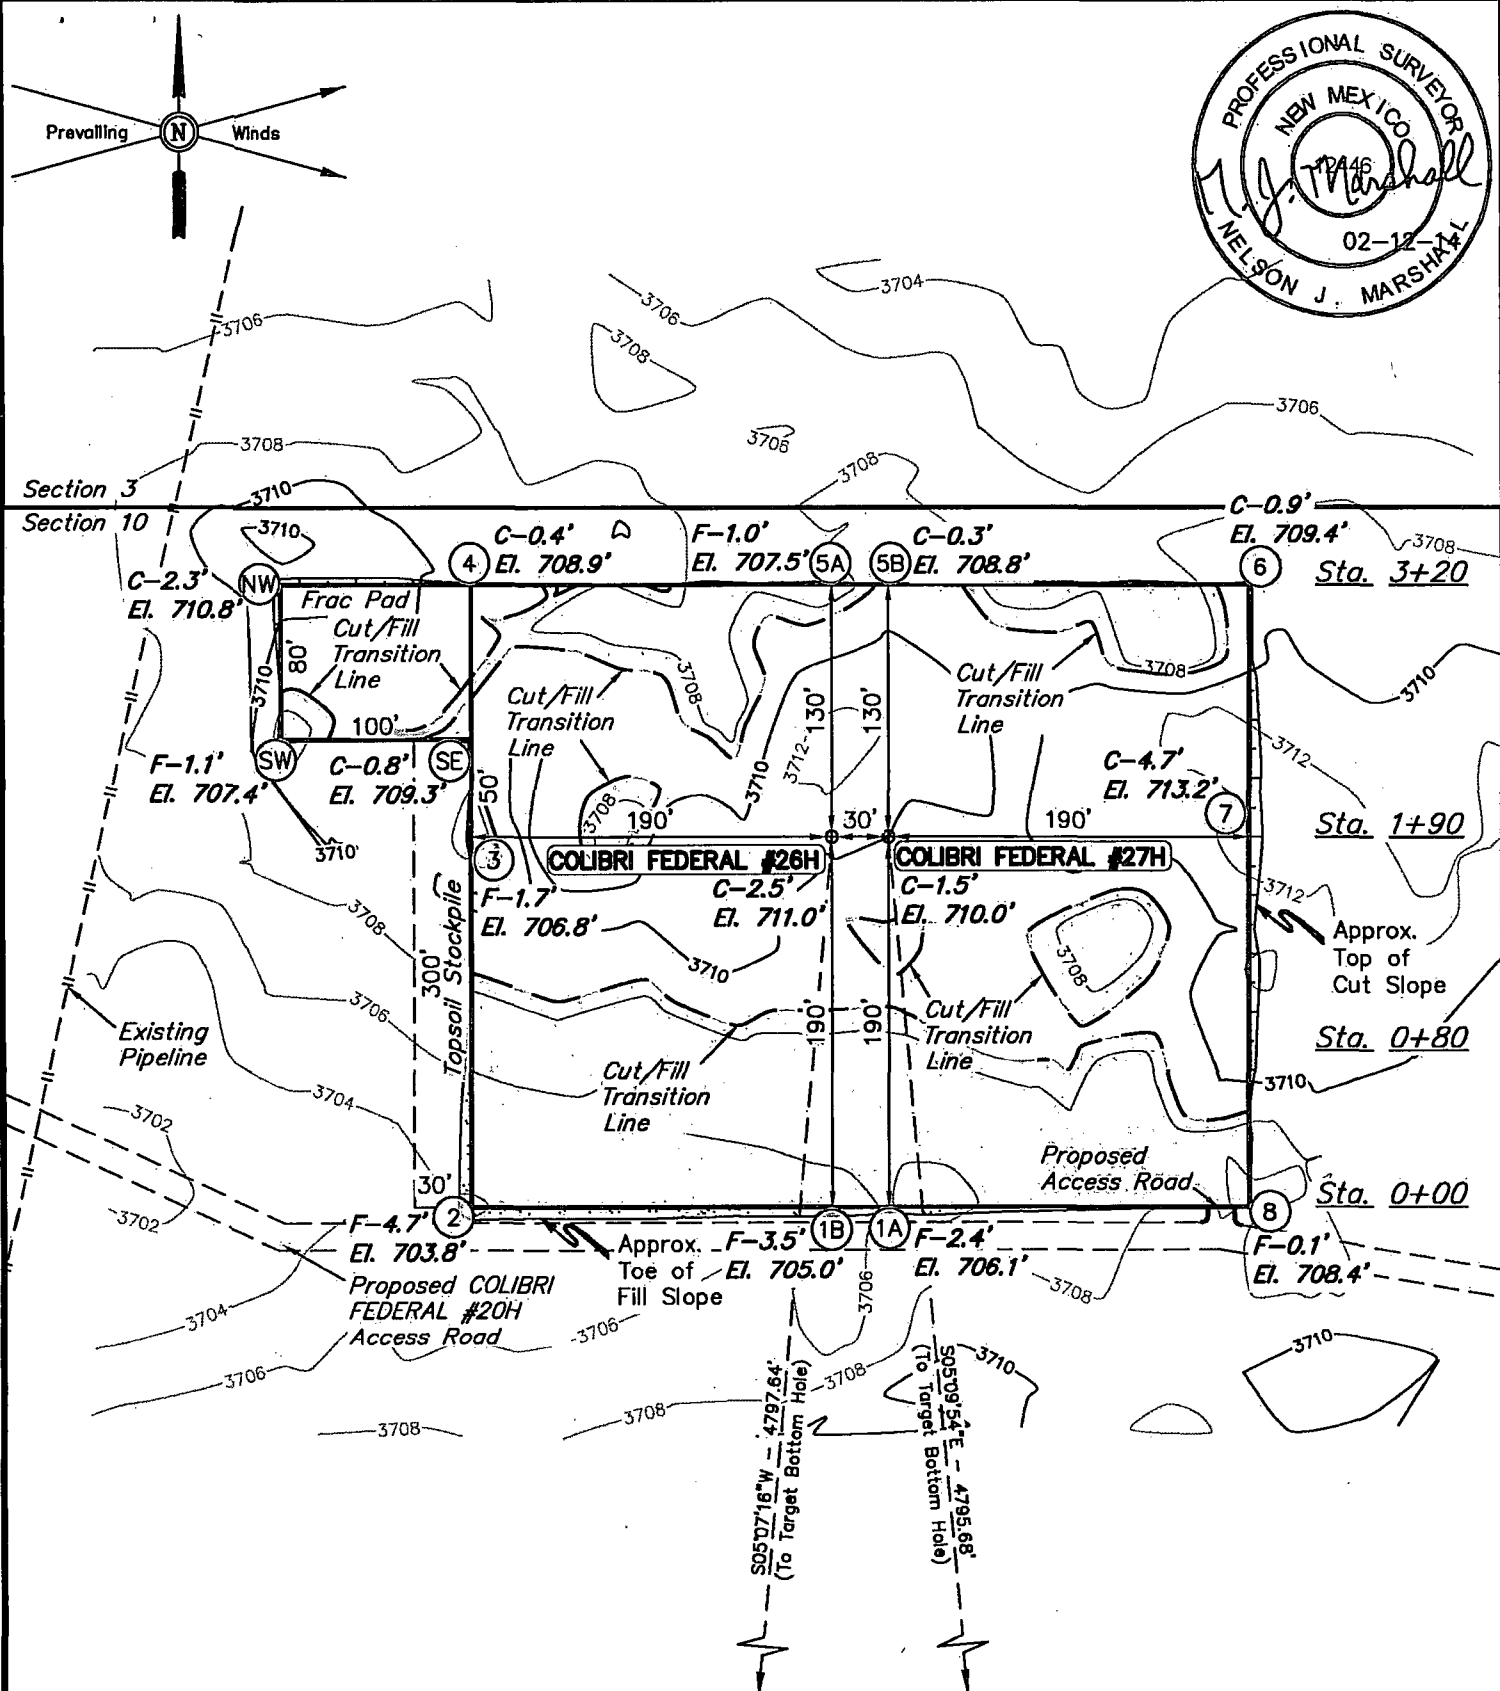 Prevailing
N
Winds
PROFESSIONAL SURVEYOR
NEW MEXICO
12446
N. J. Marshall
02-12-14
NELSON J. MARSHALL
3704
3706
3706
3708
3706
3708
3706
3708
Section 3
3710
Section 10
3710
C-0.4'
El. 708.9'
F-1.0'
El. 707.5'
C-0.3'
El. 708.8'
C-0.9'
El. 709.4'
3708
4
5A
5B
6
Sta. 3+20
NW
C-2.3'
El. 710.8'
Frac Pad
Cut/Fill
Transition
Line
80'
3710
100'
Cut/Fill
Transition
Line
3708
130'
130'
3712
3710
Cut/Fill
Transition
Line
3708
3710
3712
SW
F-1.1'
El. 707.4'
C-0.8'
El. 709.3'
SE
50'
C-4.7'
El. 713.2'
7
Sta. 1+90
3708
190'
30'
190'
3710
3
COLIBRI FEDERAL #26H
COLIBRI FEDERAL #27H
F-1.7'
El. 706.8'
C-2.5'
El. 711.0'
C-1.5'
El. 710.0'
3712
Approx.
Top of
Cut Slope
3708
Topsoil Stockpile
300'
3710
3708
3706
190'
190'
Cut/Fill
Transition
Line
Sta. 0+80
Existing
Pipeline
Cut/Fill
Transition
Line
3710
3704
3702
3702
Proposed
Access Road
30'
2
Sta. 0+00
8
F-4.7'
El. 703.8'
1B
1A
F-3.5'
El. 705.0'
F-2.4'
El. 706.1'
F-0.1'
El. 708.4'
Approx.
Toe of
Fill Slope
Proposed COLIBRI
FEDERAL #20H
Access Road
3704
3706
3706
3708
3706
3710
3710
3708
3708
3708
S05°07'16"W - 4797.64'
(To Target Bottom Hole)
S05°09'54"E - 4795.68'
(To Target Bottom Hole)